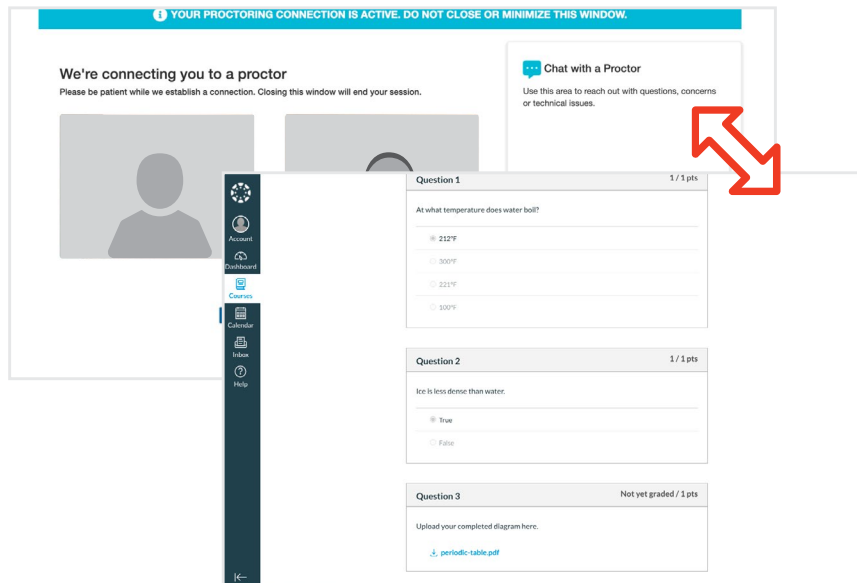 YOUR PROCTORING CONNECTION IS ACTIVE. DO NOT CLOSE OR MINIMIZE THIS WINDOW.
We're connecting you to a proctor
Please be patient while we establish a connection. Closing this window will end your session.
Chat with a Proctor
Use this area to reach out with questions, concerns
or technical issues.
Account
Dashboard
Courses
Calendar
Inbox
Help
Question 1 1 / 1 pts
At what temperature does water boil?
212°F
300°F
221°F
100°F
Question 2 1 / 1 pts
Ice is less dense than water.
True
False
Question 3 Not yet graded / 1 pts
Upload your completed diagram here.
periodic-table.pdf